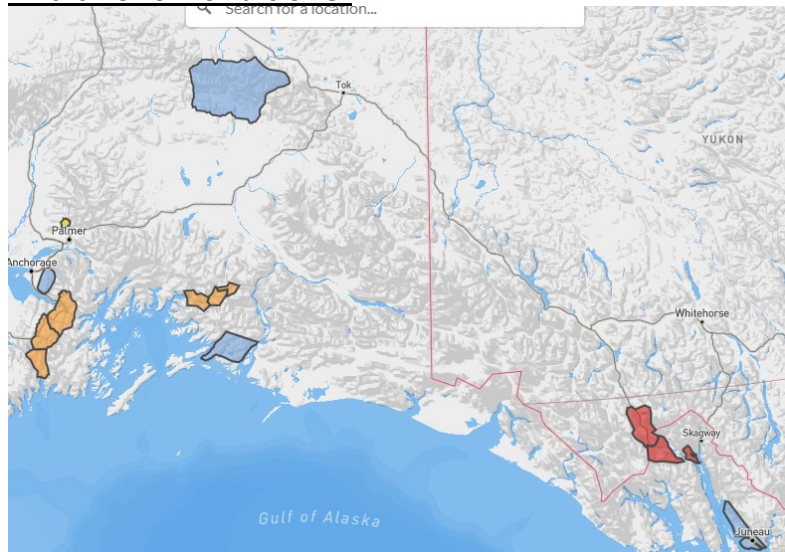 Search for a location...
Tok
YUKON
Palmer
Anchorage
Whitehorse
Skagway
Gulf of Alaska
Juneau